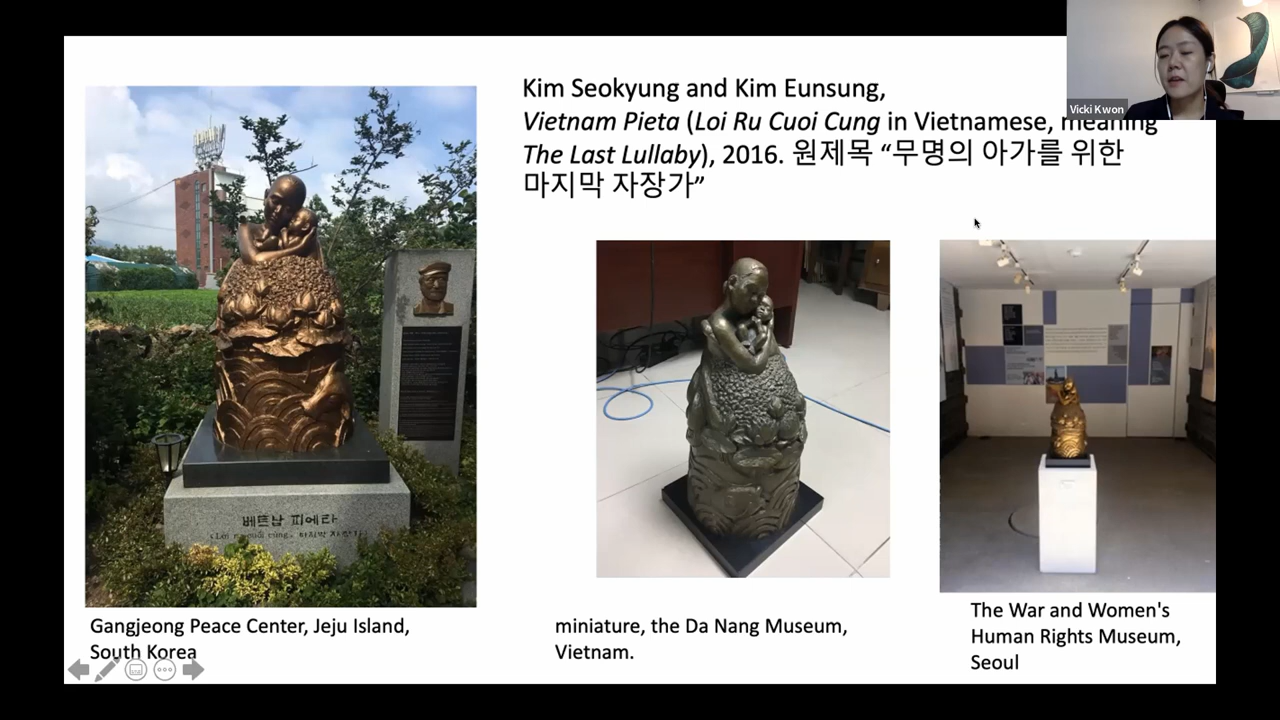 Kim Seokyung and Kim Eunsung,
Vietnam Pieta (Loi Ru Cuoi Cung in Vietnamese, meaning
The Last Lullaby), 2016. 원제목 “무명의 아가를 위한
마지막 자장가”
Vicki Kwon
베트남 피에타
Gangjeong Peace Center, Jeju Island,
South Korea
miniature, the Da Nang Museum,
Vietnam.
The War and Women's
Human Rights Museum,
Seoul